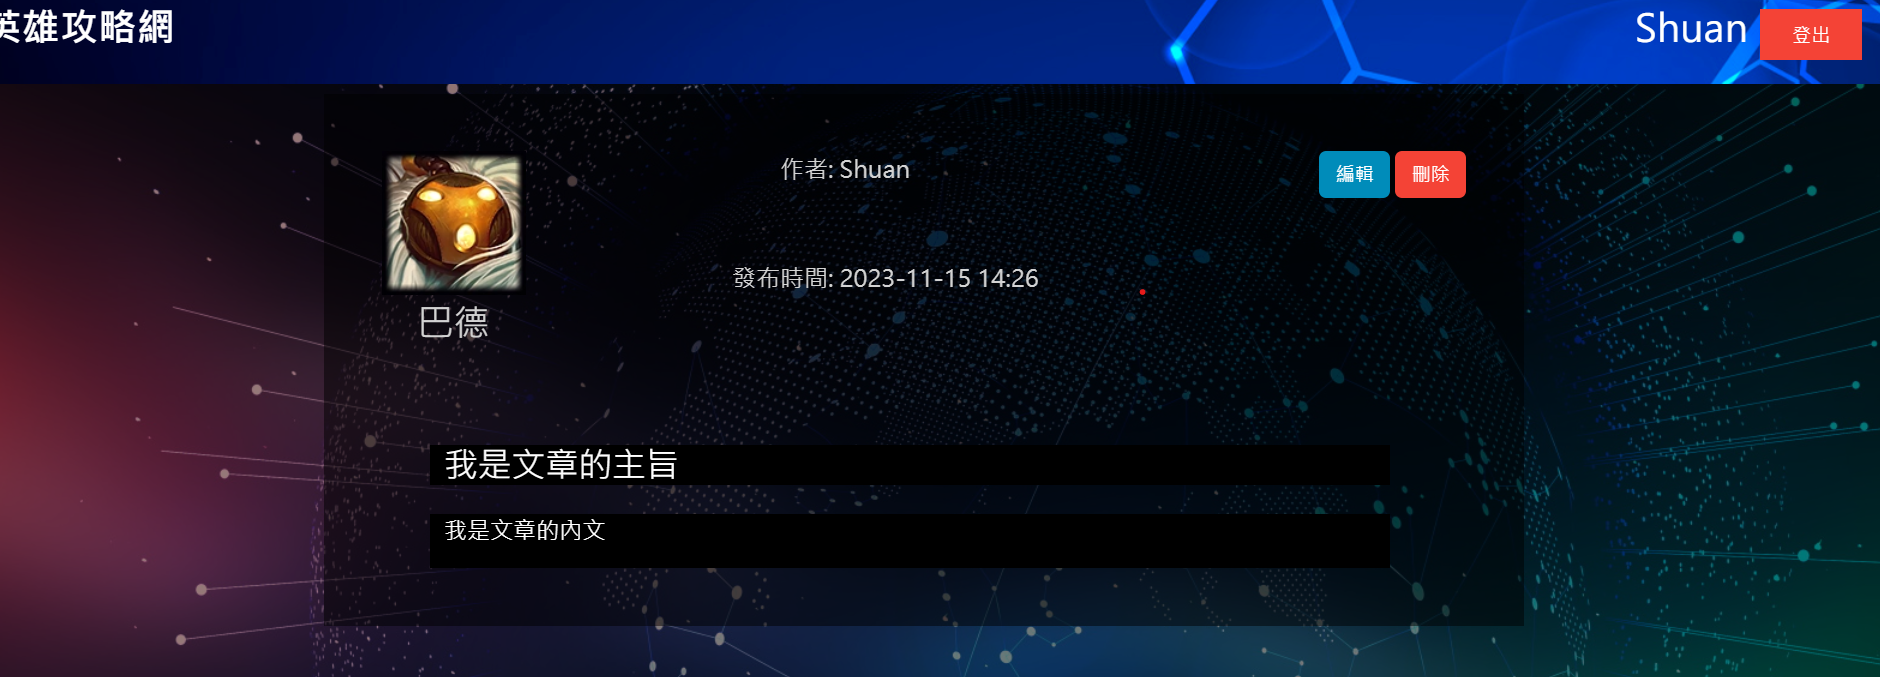 英雄攻略網
Shuan
登出
作者: Shuan
編輯
刪除
發布時間: 2023-11-15 14:26
巴德
我是文章的主旨
我是文章的內文